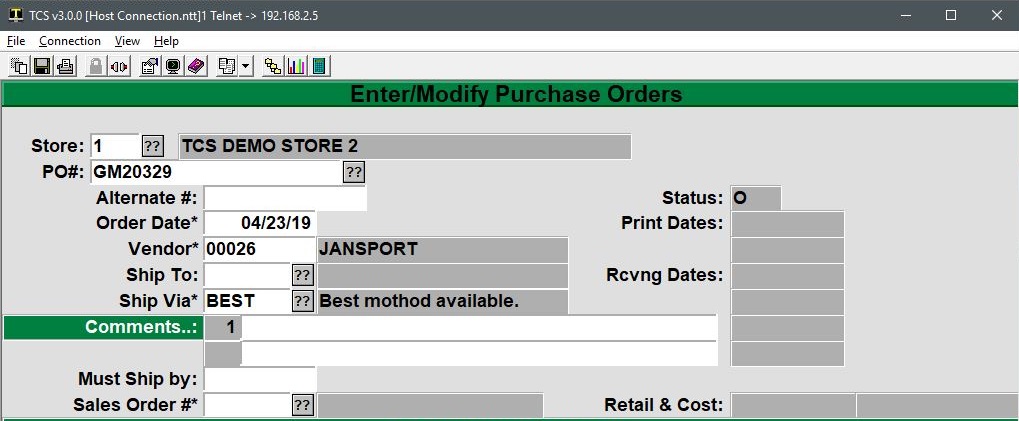 TCS v3.0.0 [Host Connection.ntt]1 Telnet -> 192.168.2.5
File Connection View Help
Enter/Modify Purchase Orders
Store: 1 ?? TCS DEMO STORE 2
PO#: GM20329 ??
Alternate #: Status: O
Order Date* 04/23/19 Print Dates:
Vendor* 00026 JANSPORT
Ship To: ?? Rcvng Dates:
Ship Via* BEST ?? Best mothod available.
Comments..: 1
Must Ship by:
Sales Order #* ?? Retail & Cost: